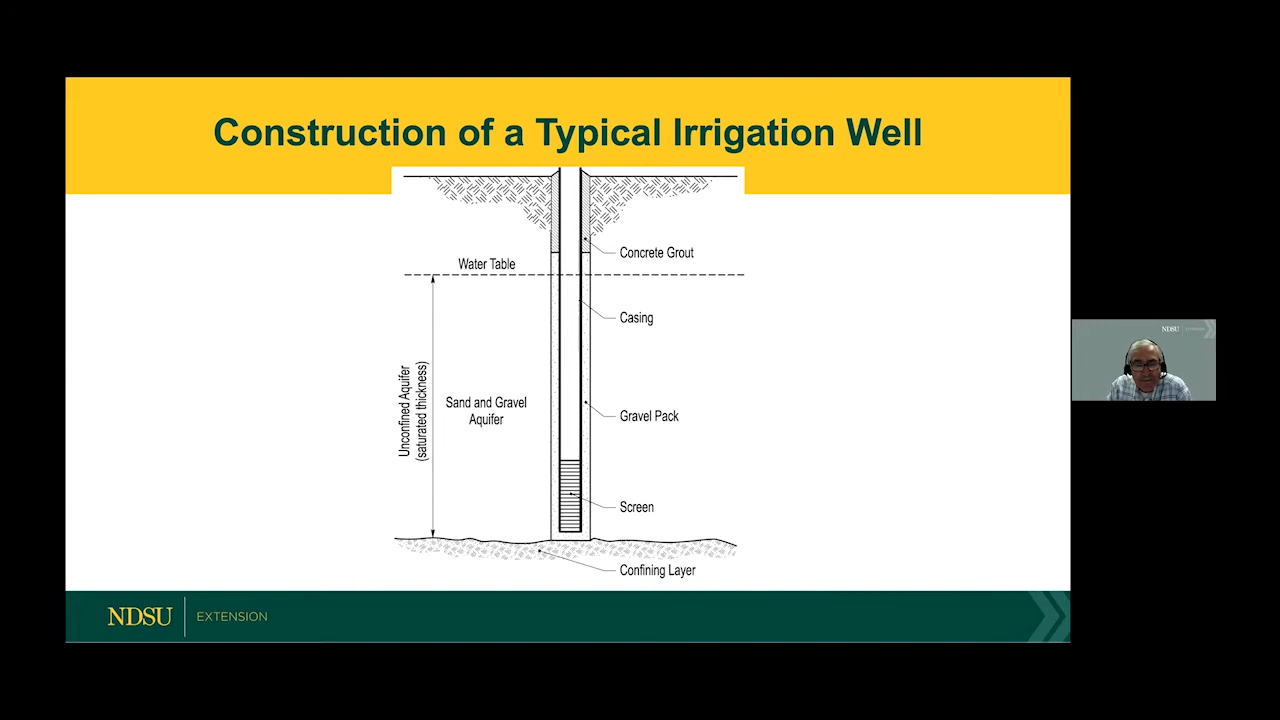 Construction of a Typical Irrigation Well
Concrete Grout
Water Table
Casing
Unconfined Aquifer
(saturated thickness)
Sand and Gravel
Aquifer
Gravel Pack
Screen
Confining Layer
NDSU
EXTENSION
NDSU